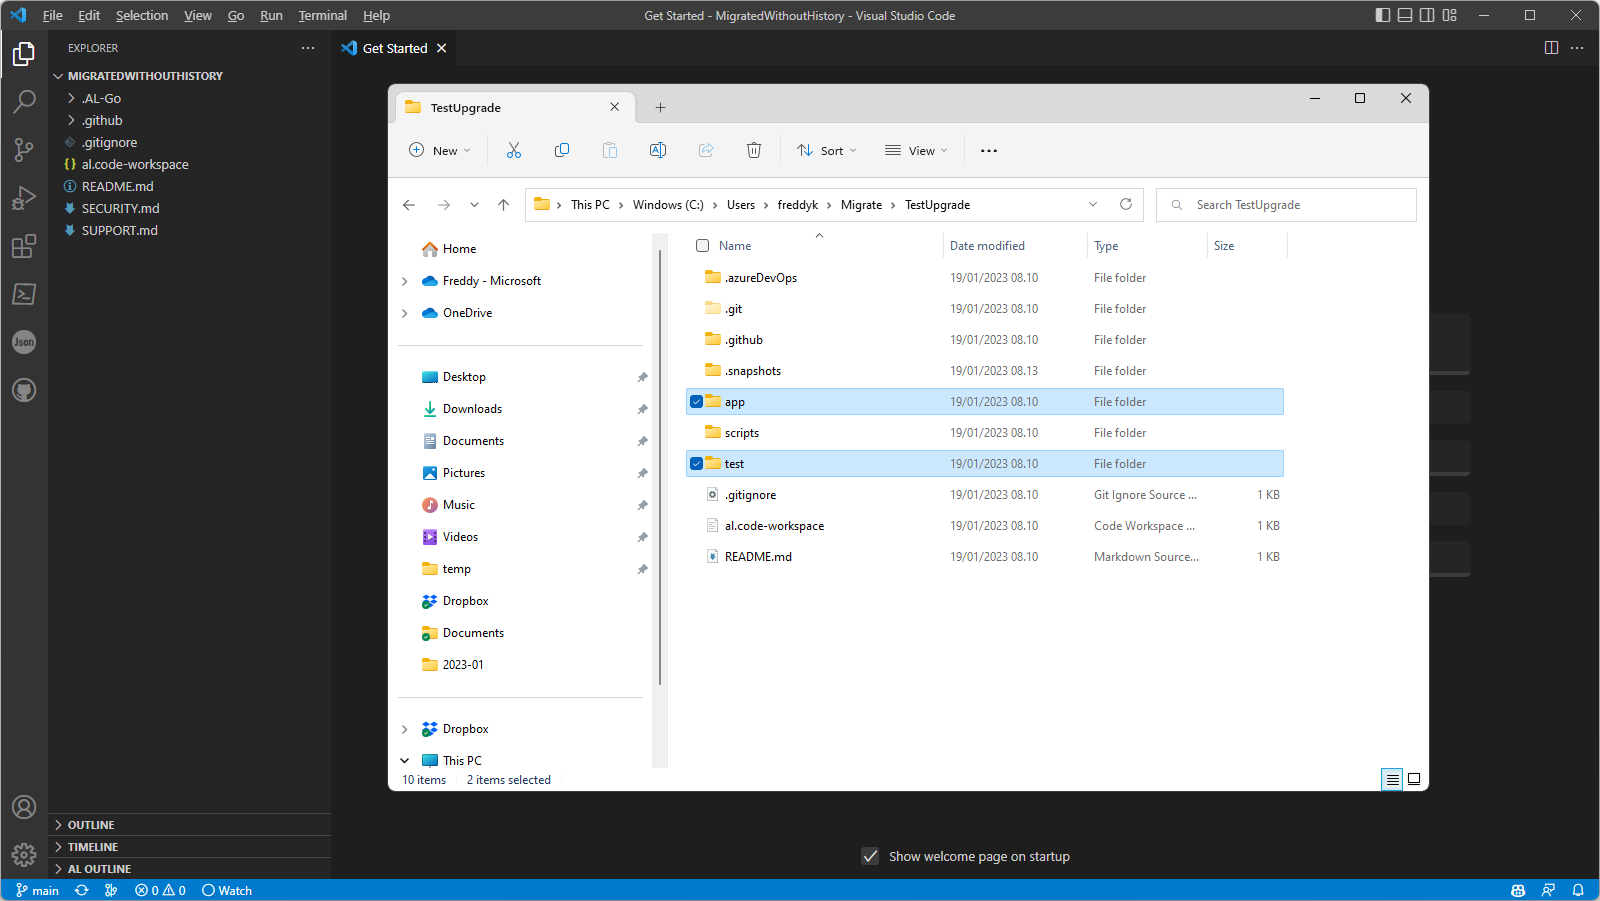 File Edit Selection View Go Run Terminal Help
Get Started - MigratedWithoutHistory - Visual Studio Code
EXPLORER
Get Started
MIGRATEDWITHOUTHISTORY
.AL-Go
.github
.gitignore
{} al.code-workspace
README.md
SECURITY.md
SUPPORT.md
Json
OUTLINE
TIMELINE
AL OUTLINE
TestUpgrade
New
Sort
View
This PC > Windows (C:) > Users > freddyk > Migrate > TestUpgrade
Search TestUpgrade
Home
Freddy - Microsoft
OneDrive
Desktop
Downloads
Documents
Pictures
Music
Videos
temp
Dropbox
Documents
2023-01
Dropbox
This PC
Name Date modified Type Size
.azureDevOps 19/01/2023 08.10 File folder
.git 19/01/2023 08.10 File folder
.github 19/01/2023 08.10 File folder
.snapshots 19/01/2023 08.13 File folder
app 19/01/2023 08.10 File folder
scripts 19/01/2023 08.10 File folder
test 19/01/2023 08.10 File folder
.gitignore 19/01/2023 08.10 Git Ignore Source ... 1 KB
al.code-workspace 19/01/2023 08.10 Code Workspace ... 1 KB
README.md 19/01/2023 08.10 Markdown Source... 1 KB
10 items 2 items selected
Show welcome page on startup
main 0 0 Watch